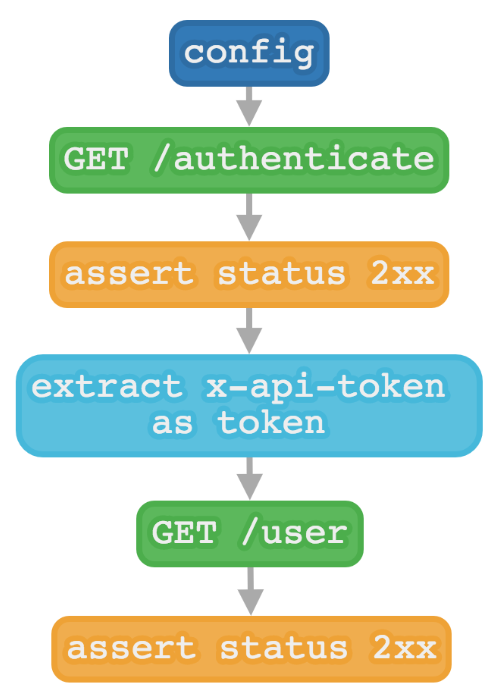 config
GET /authenticate
assert status 2xx
extract x-api-token
as token
GET /user
assert status 2xx